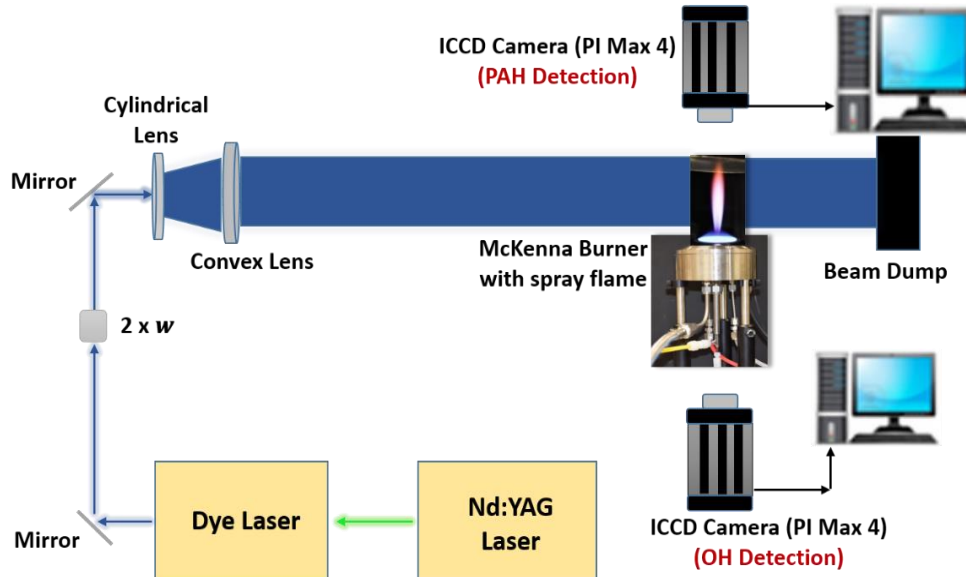 ICCD Camera (PI Max 4)
(PAH Detection)
Cylindrical
Lens
Mirror
Convex Lens
McKenna Burner
with spray flame
Beam Dump
2 x w
Dye Laser
Nd:YAG
Laser
Mirror
ICCD Camera (PI Max 4)
(OH Detection)